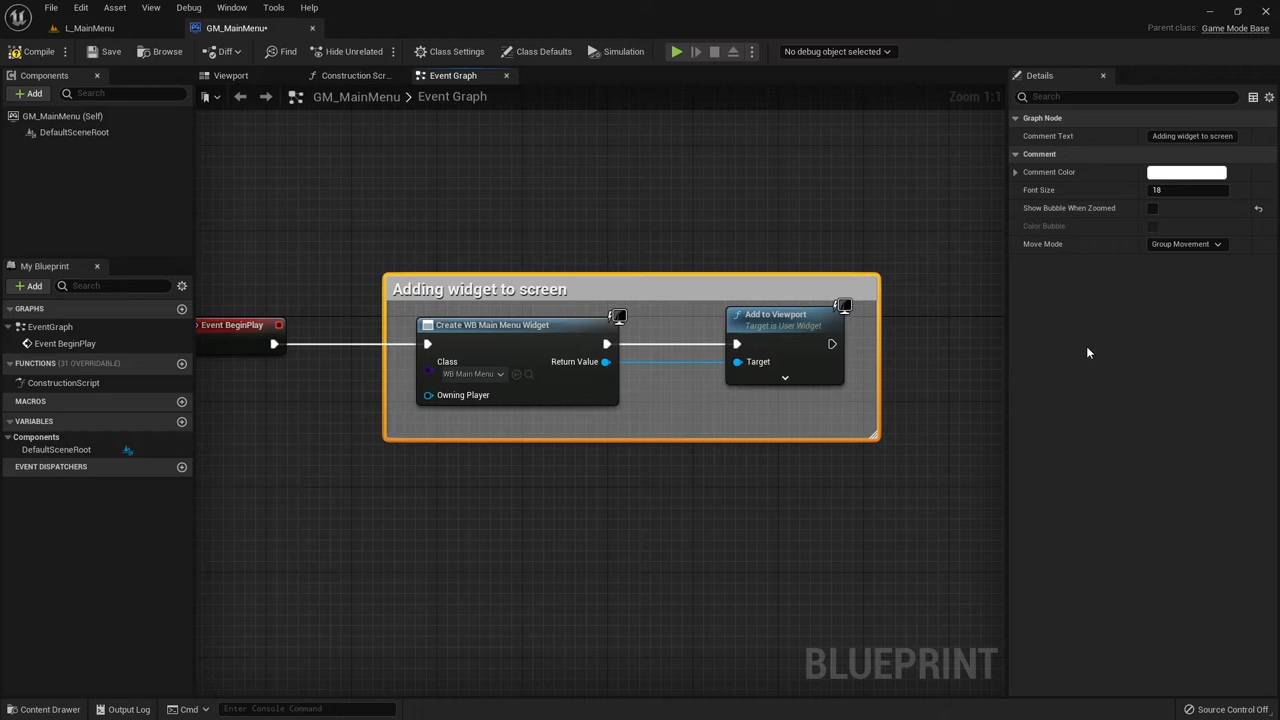 File Edit Asset View Debug Window Tools Help
L_MainMenu
GM_MainMenu*
Parent class: Game Mode Base
Compile Save Browse Diff Find Hide Unrelated Class Settings Class Defaults Simulation No debug object selected
Components
Add Search
GM_MainMenu (Self)
DefaultSceneRoot
My Blueprint
Add Search
GRAPHS
EventGraph
Event BeginPlay
FUNCTIONS (31 OVERRIDABLE)
ConstructionScript
MACROS
VARIABLES
Components
DefaultSceneRoot
EVENT DISPATCHERS
Viewport Construction Scr... Event Graph
GM_MainMenu > Event Graph
Zoom 1:1
Event BeginPlay
Adding widget to screen
Create WB Main Menu Widget
Class
WB Main Menu
Return Value
Owning Player
Add to Viewport
Target is User Widget
Target
BLUEPRINT
Details
Search
Graph Node
Comment Text Adding widget to screen
Comment
Comment Color
Font Size 18
Show Bubble When Zoomed
Color Bubble
Move Mode Group Movement
Content Drawer Output Log Cmd Enter Console Command
Source Control Off